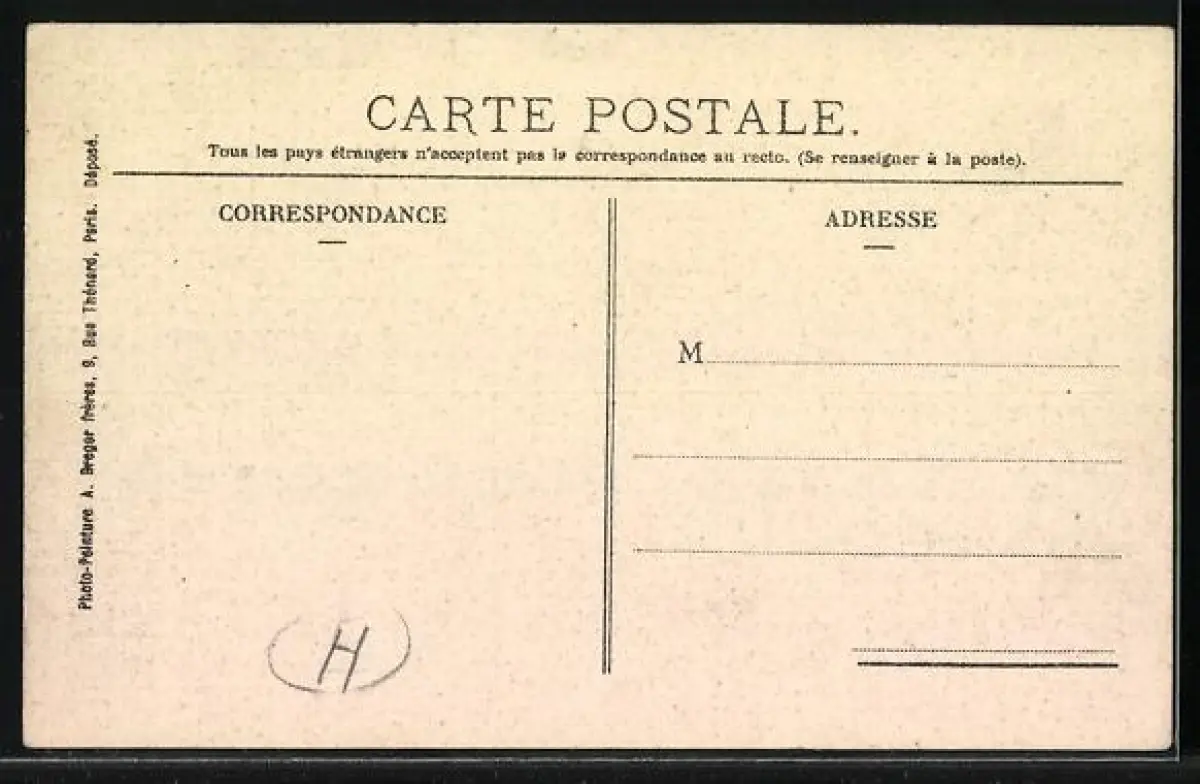 CARTE POSTALE.
Tous les pays étrangers n'acceptent pas la correspondance au recto. (Se renseigner à la poste).
CORRESPONDANCE
ADRESSE
M
Photo-Peinture A. Breger frères, 9, Rue Thénard, Paris. Déposé.
H